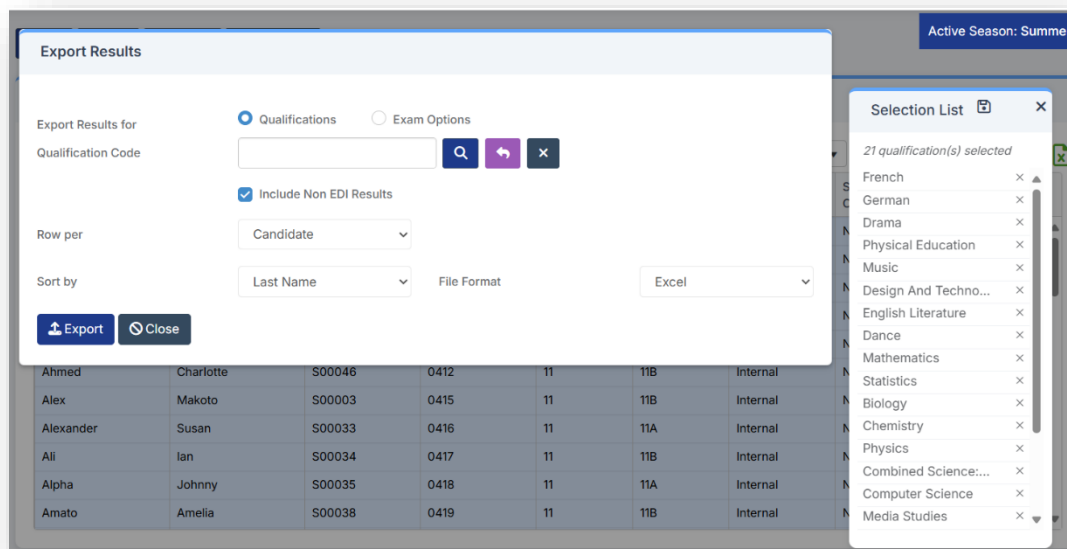 Active Season: Summe
Export Results
Export Results for
Qualifications
Exam Options
Qualification Code
Include Non EDI Results
Row per
Candidate
Sort by
Last Name
File Format
Excel
Export
Close
Selection List
21 qualification(s) selected
French
German
Drama
Physical Education
Music
Design And Techno...
English Literature
Dance
Mathematics
Statistics
Biology
Chemistry
Physics
Combined Science:...
Computer Science
Media Studies
Ahmed Charlotte S00046 0412 11 11B Internal N
Alex Makoto S00003 0415 11 11B Internal N
Alexander Susan S00033 0416 11 11A Internal N
Ali Ian S00034 0417 11 11B Internal N
Alpha Johnny S00035 0418 11 11A Internal N
Amato Amelia S00038 0419 11 11B Internal N